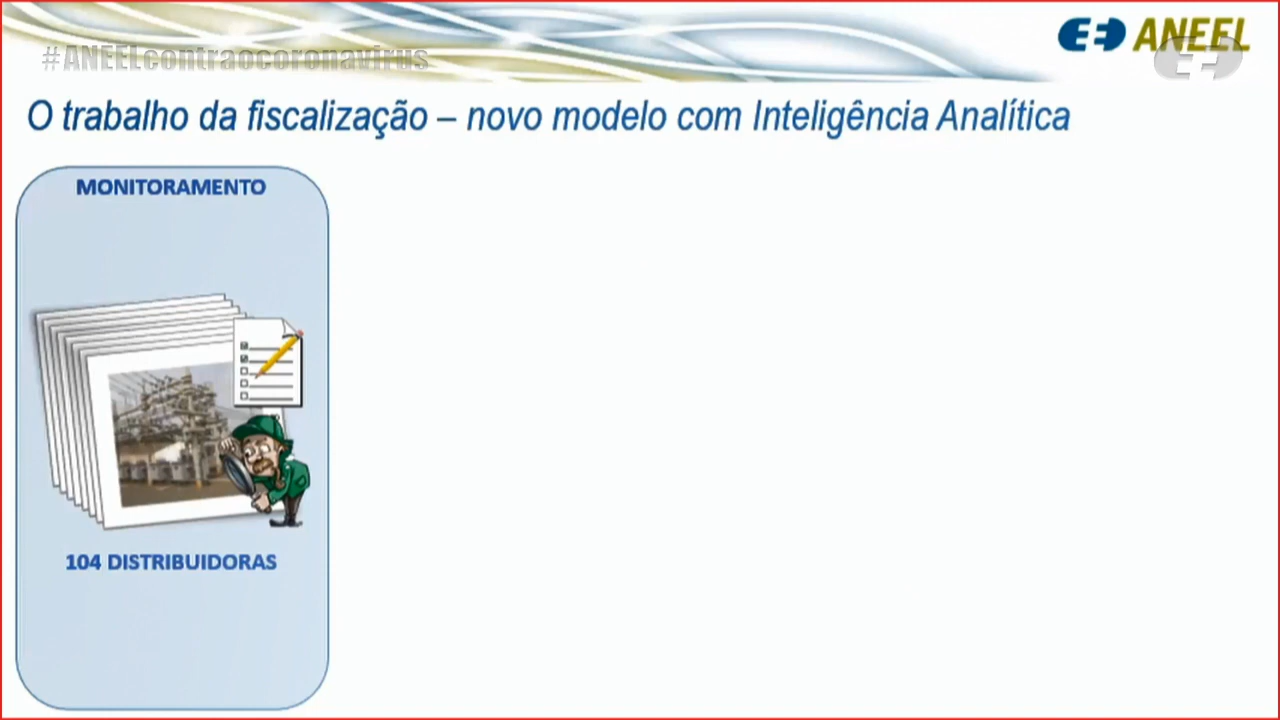 #ANEELcontraocoronavirus
ANEEL
O trabalho da fiscalização – novo modelo com Inteligência Analítica
MONITORAMENTO
104 DISTRIBUIDORAS